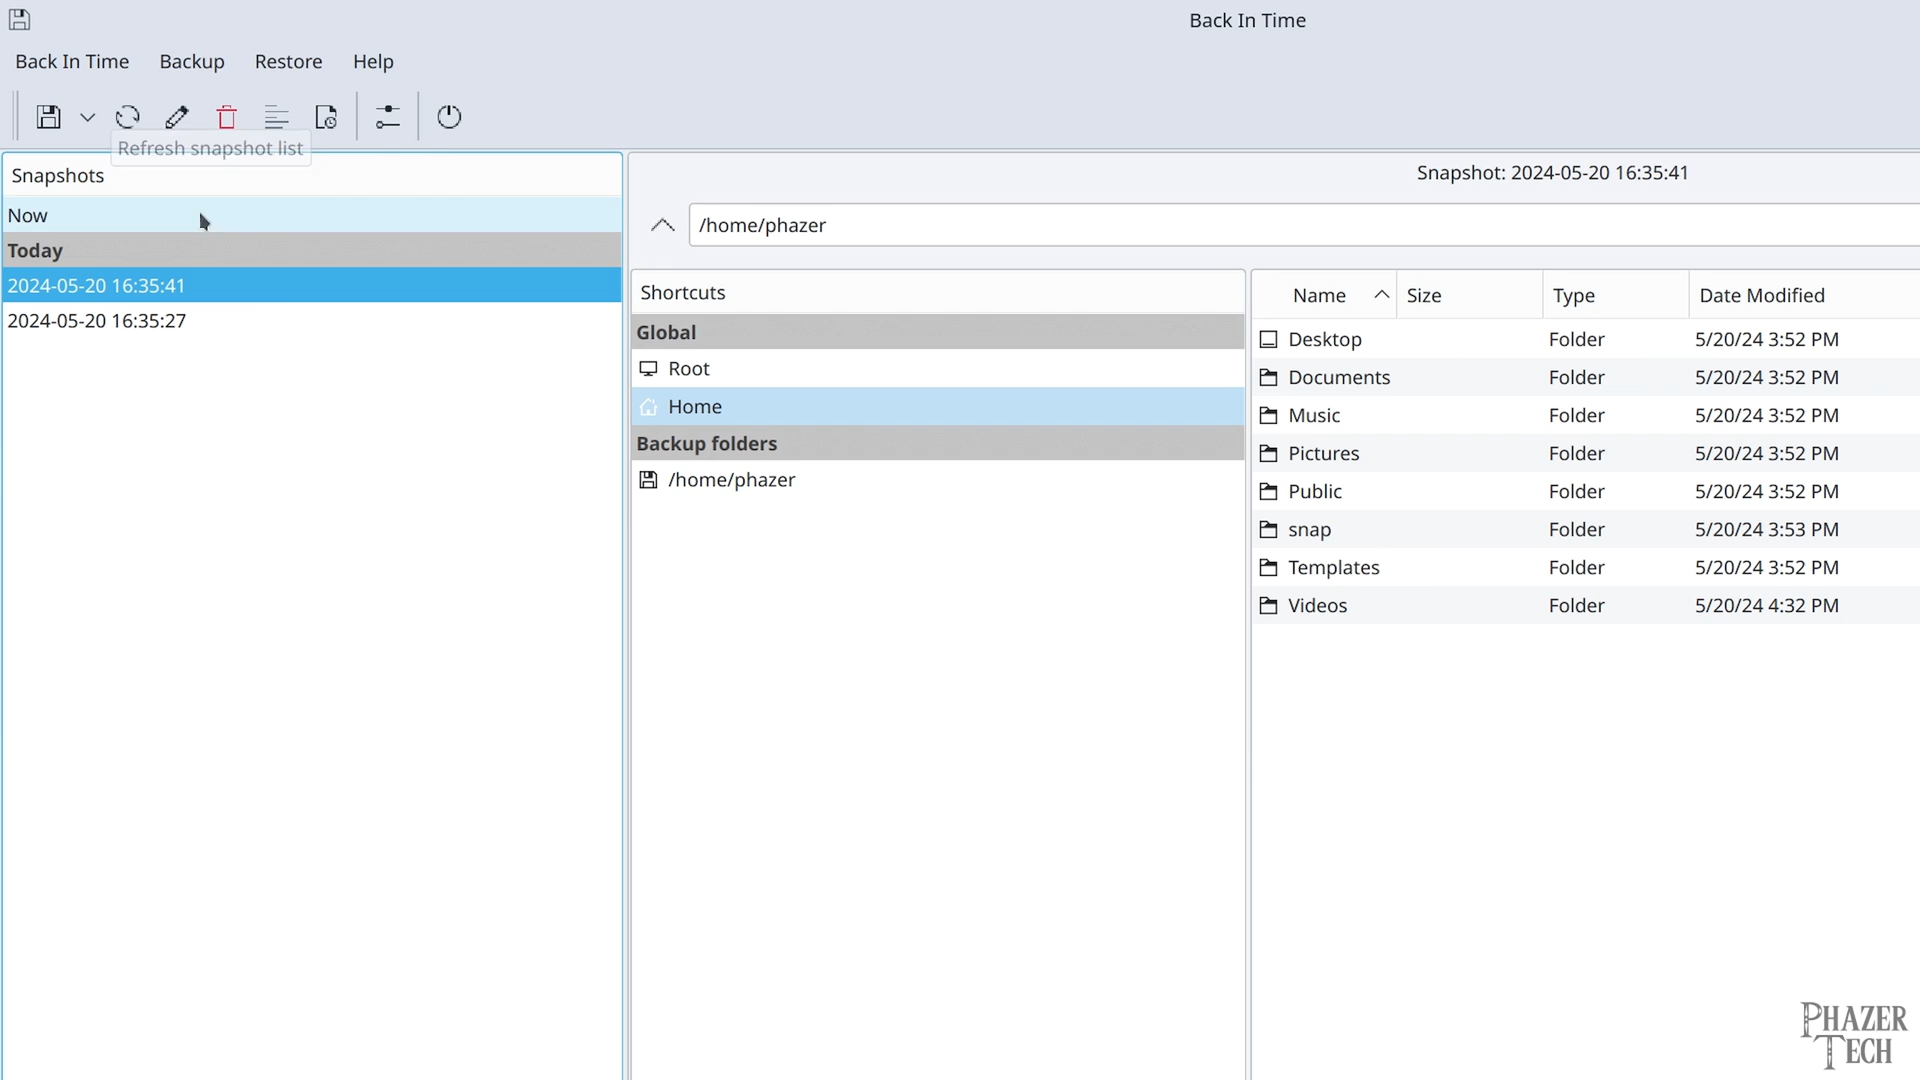 Back In Time
Back In Time Backup Restore Help
Refresh snapshot list
Snapshots
Now
Today
2024-05-20 16:35:41
2024-05-20 16:35:27
Snapshot: 2024-05-20 16:35:41
/home/phazer
Shortcuts
Global
Root
Home
Backup folders
/home/phazer
Name Size Type Date Modified
Desktop Folder 5/20/24 3:52 PM
Documents Folder 5/20/24 3:52 PM
Music Folder 5/20/24 3:52 PM
Pictures Folder 5/20/24 3:52 PM
Public Folder 5/20/24 3:52 PM
snap Folder 5/20/24 3:53 PM
Templates Folder 5/20/24 3:52 PM
Videos Folder 5/20/24 4:32 PM
PHAZER
TECH